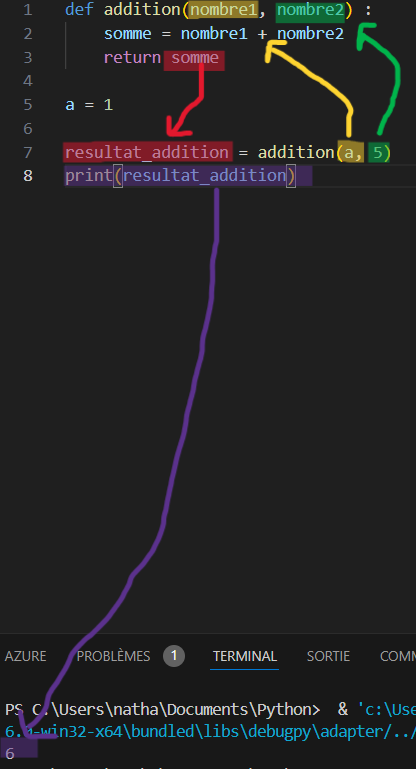 1 def addition(nombre1, nombre2) :
2 somme = nombre1 + nombre2
3 return somme
4
5 a = 1
6
7 resultat_addition = addition(a, 5)
8 print(resultat_addition)
AZURE PROBLÈMES 1 TERMINAL SORTIE COMM
PS C:\Users\natha\Documents\Python> & 'c:\Use
win32-x64\bundled\libs\debugpy\adapter/../
6